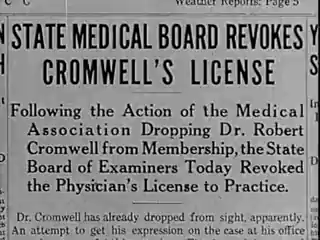 Weather Reports: Page 5
STATE MEDICAL BOARD REVOKES
CROMWELL'S LICENSE
Following the Action of the Medical
Association Dropping Dr. Robert
Cromwell from Membership, the State
Board of Examiners Today Revoked
the Physician's License to Practice.
Dr. Cromwell has already dropped from sight, apparently.
An attempt to get his expression on the case at his office